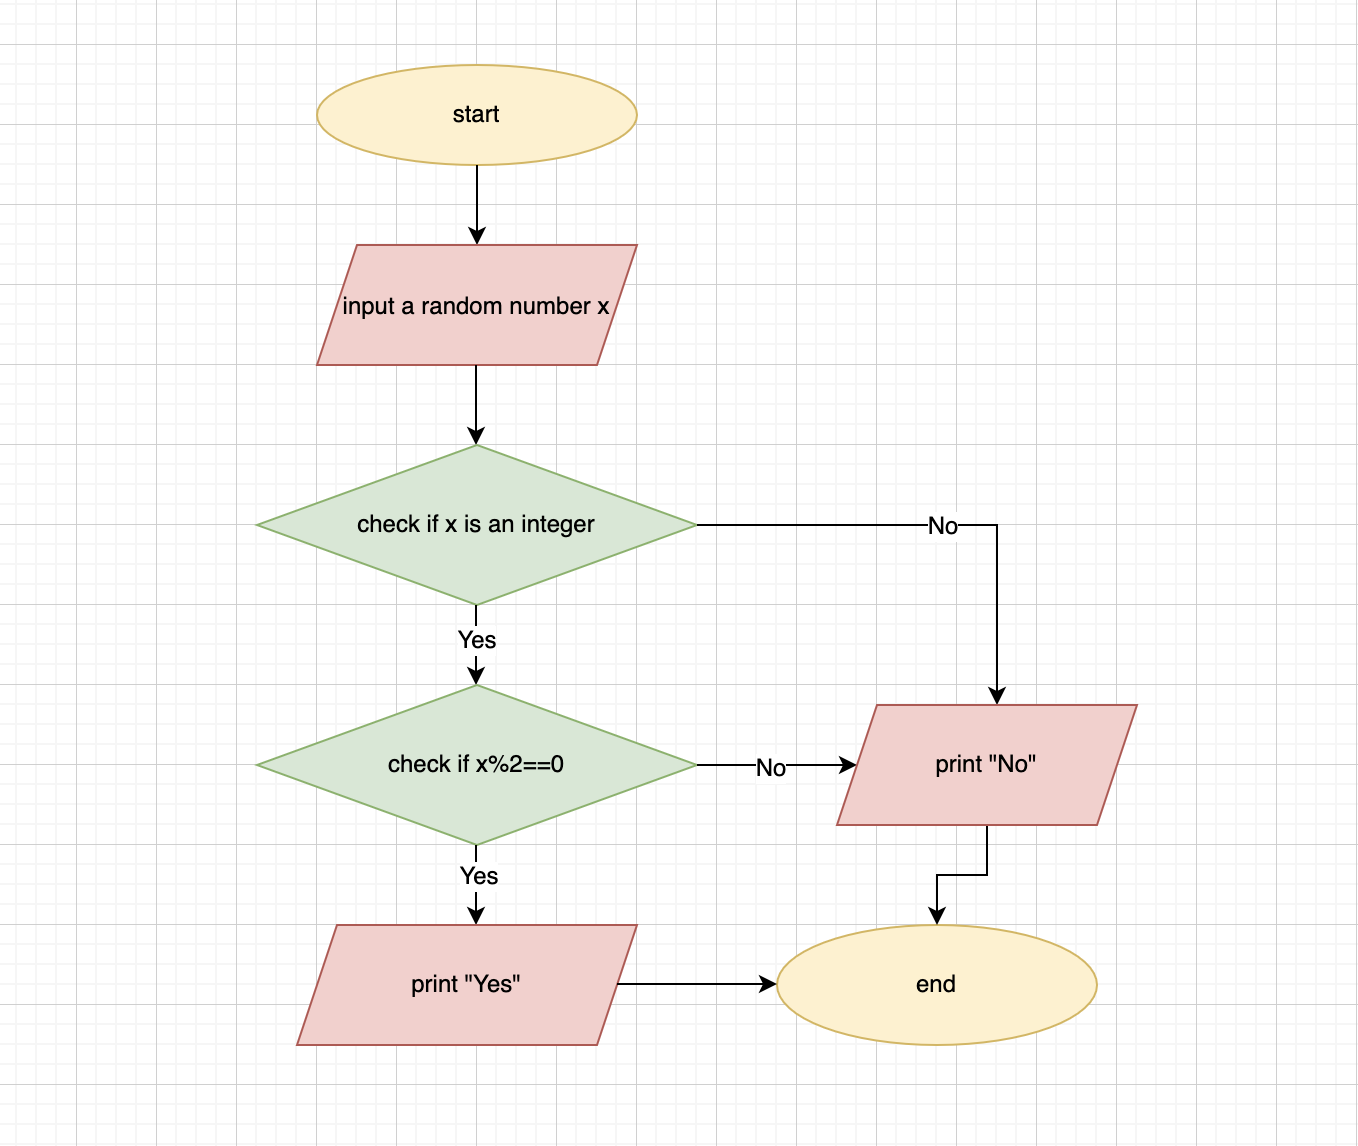 start
input a random number x
check if x is an integer
No
Yes
check if x%2==0
No
print "No"
Yes
print "Yes"
end